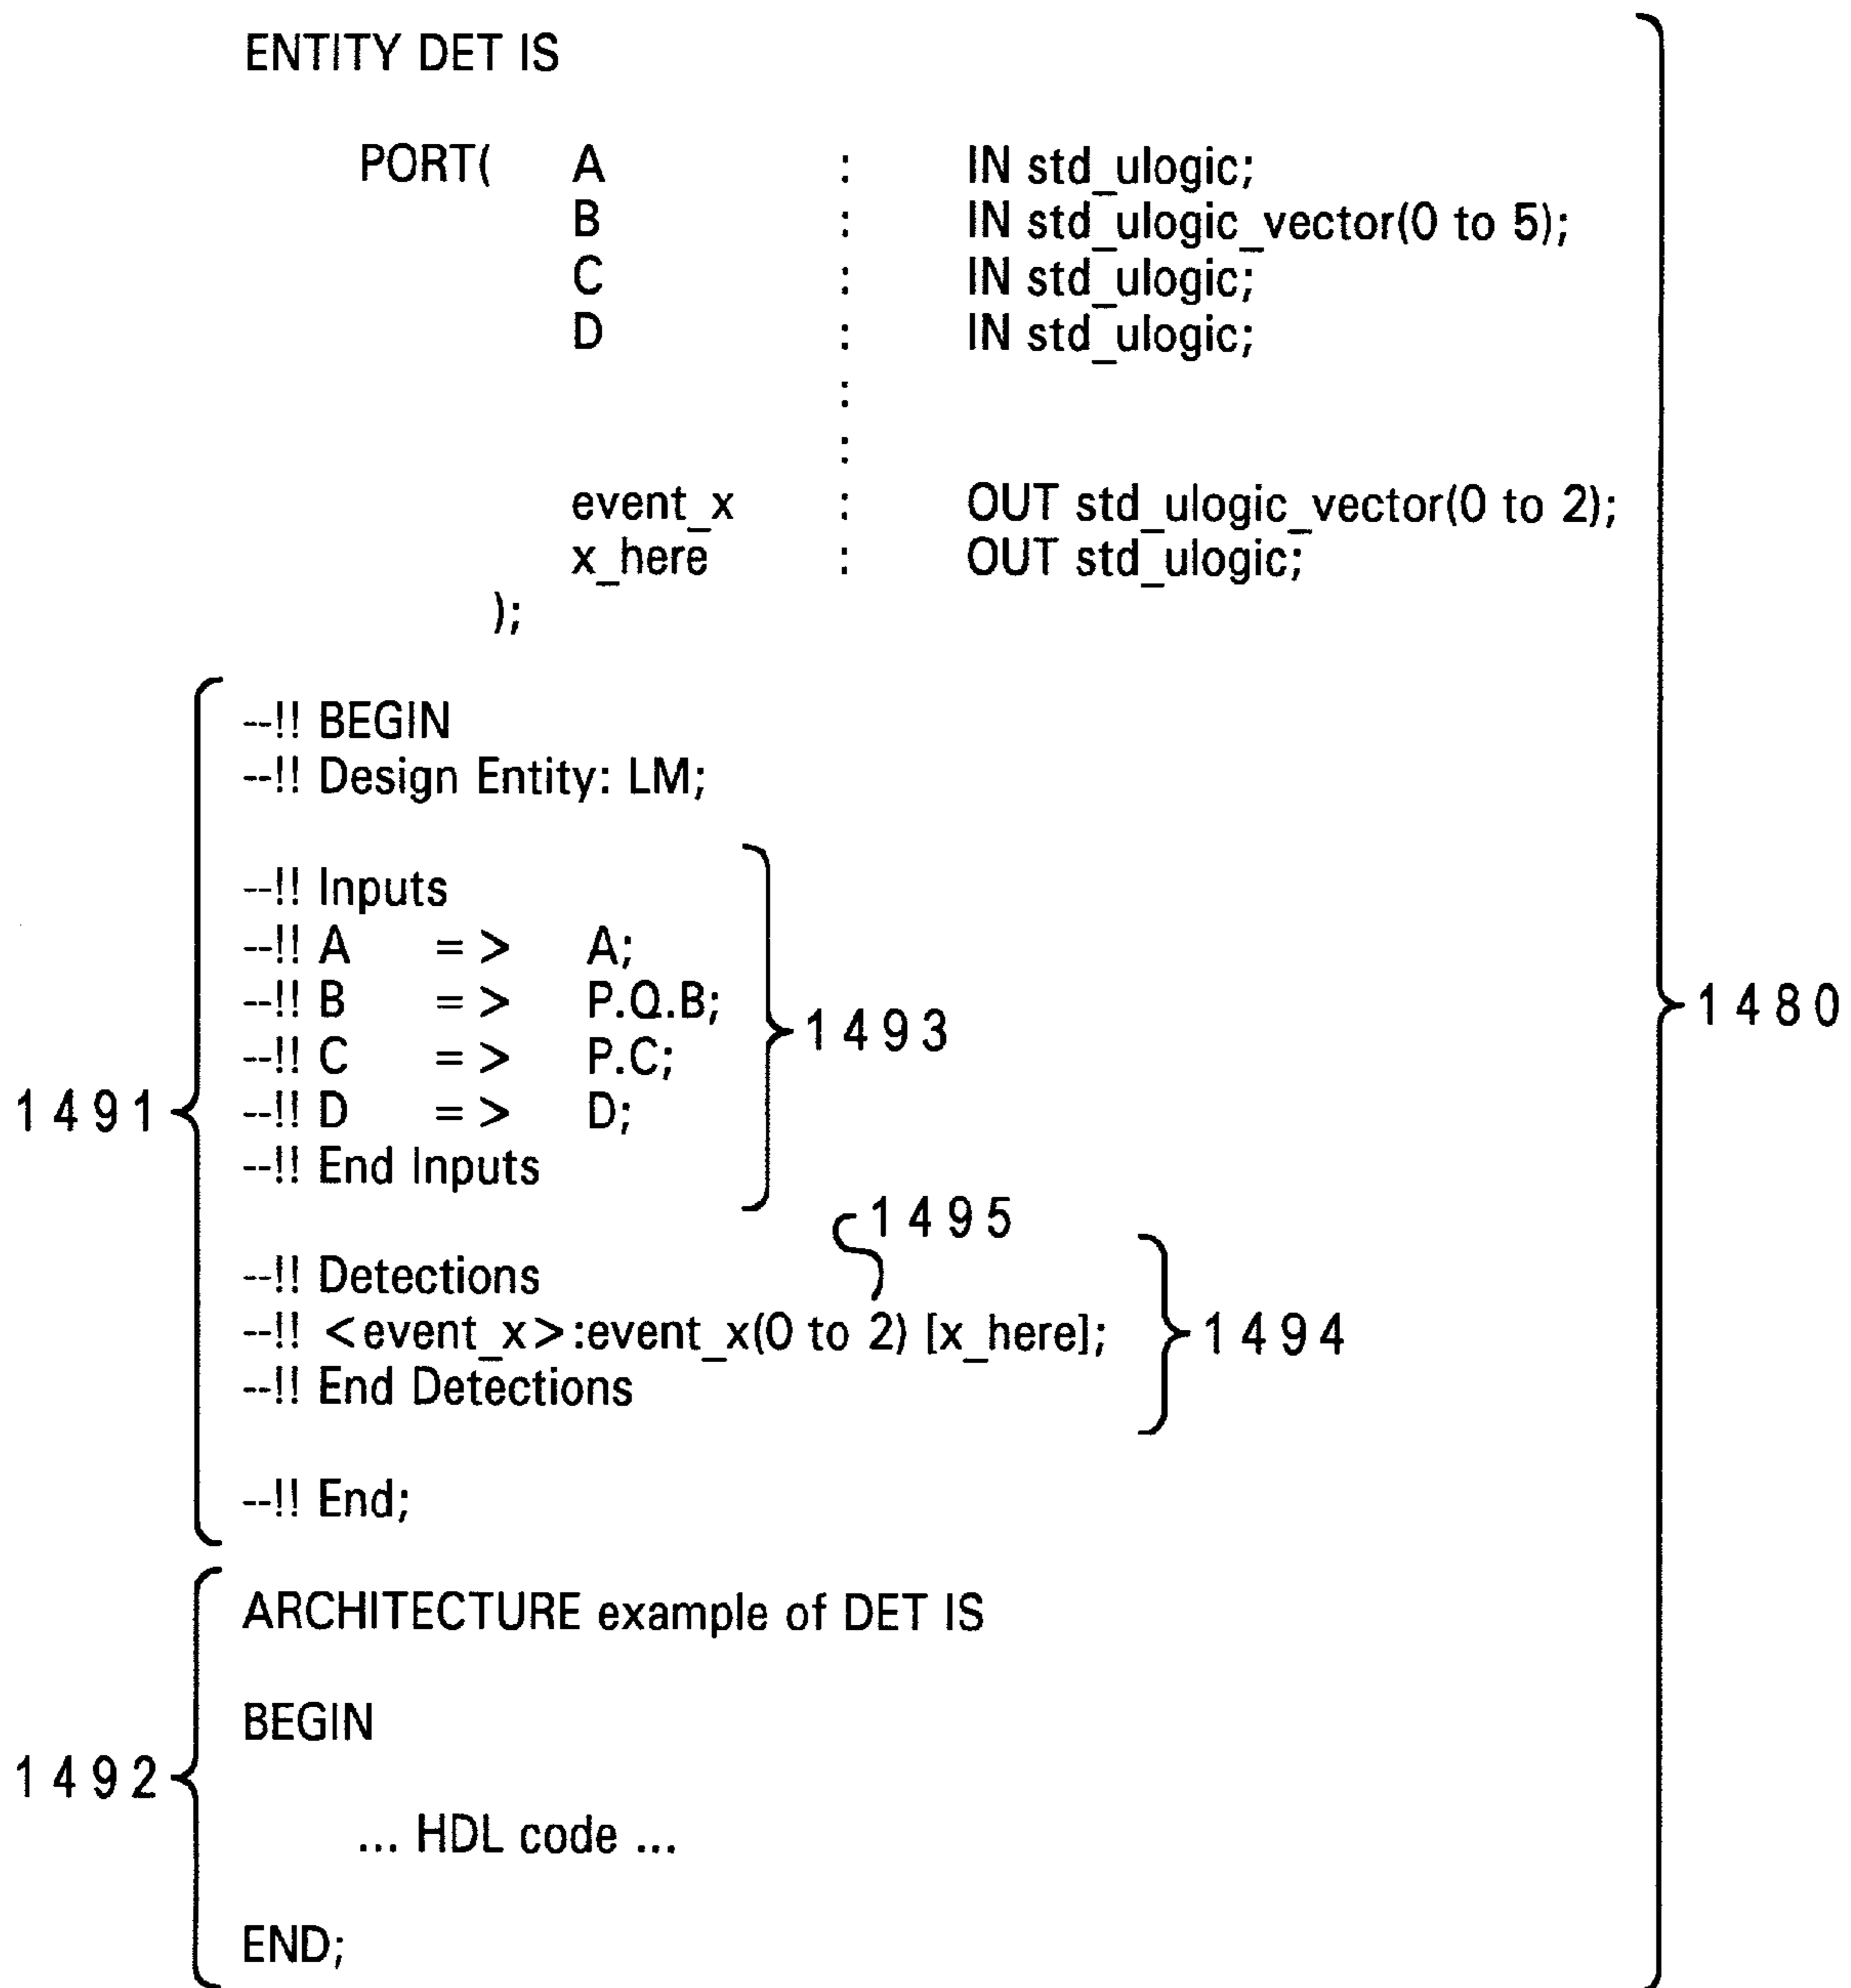 ENTITY DET IS
PORT( A : IN std_ulogic;
B : IN std_ulogic_vector(0 to 5);
C : IN std_ulogic;
D : IN std_ulogic;
:
:
event_x : OUT std_ulogic_vector(0 to 2);
x_here : OUT std_ulogic;
);
--!! BEGIN
--!! Design Entity: LM;
--!! Inputs
--!! A => A;
--!! B => P.Q.B;
1480
--!! C => P.C;
1493
--!! D => D;
1491
--!! End Inputs
1495
--!! Detections
--!! <event_x>:event_x(0 to 2) [x_here];
1494
--!! End Detections
--!! End;
ARCHITECTURE example of DET IS
BEGIN
1492
... HDL code ...
END;